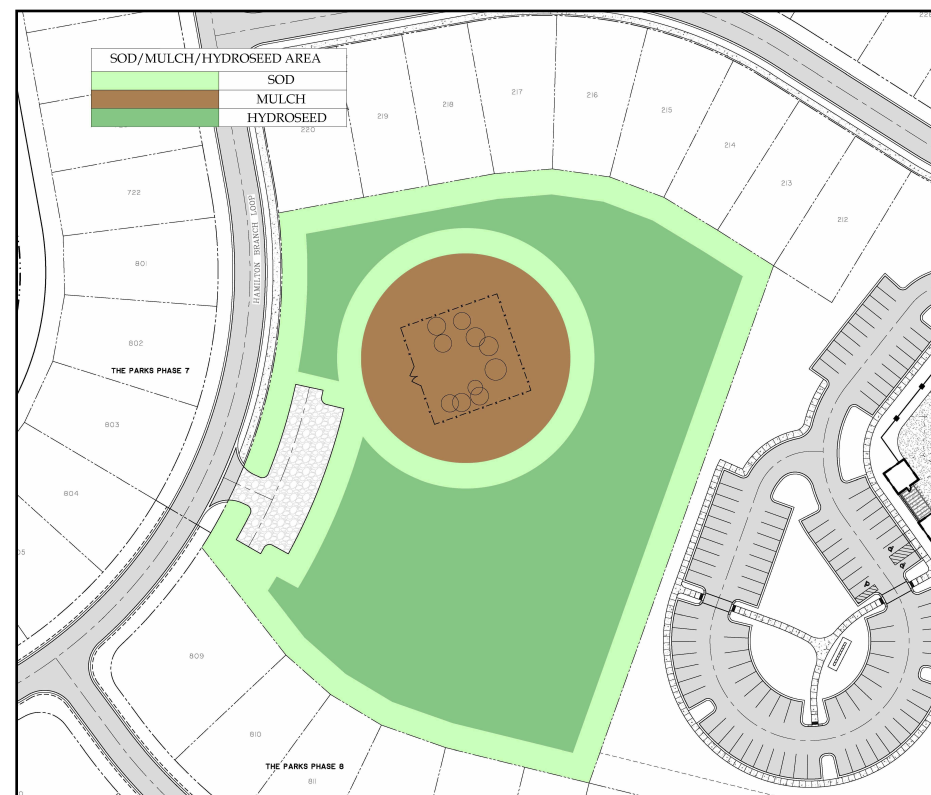 SOD/MULCH/HYDROSEED AREA
SOD
MULCH
HYDROSEED
220
219
218
217
216
215
214
213
212
722
801
802
THE PARKS PHASE 7
803
804
HAMILTON BRANCH LOOP
809
810
THE PARKS PHASE 8
811